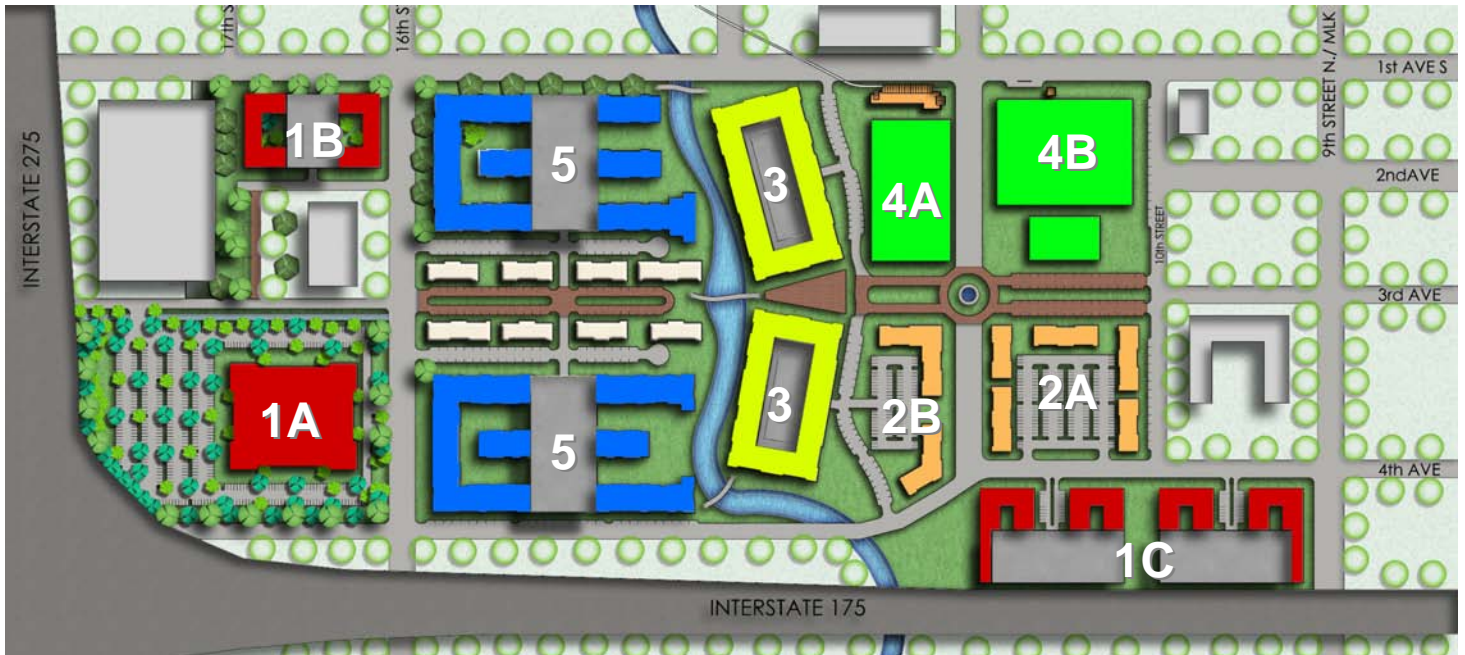 17th S
16th S
9th STREET N./ MLK
1st AVE S
1B
5
3
4A
4B
2ndAVE
INTERSTATE 275
10th STREET
3rd AVE
1A
5
3
2B
2A
4th AVE
1C
INTERSTATE 175